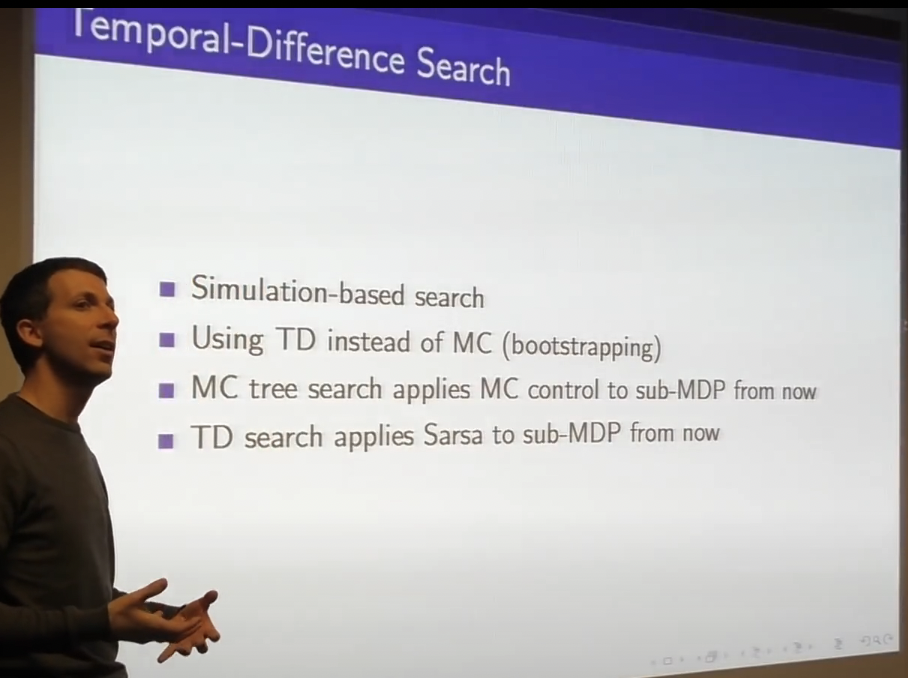 Temporal-Difference Search
Simulation-based search
Using TD instead of MC (bootstrapping)
MC tree search applies MC control to sub-MDP from now
TD search applies Sarsa to sub-MDP from now